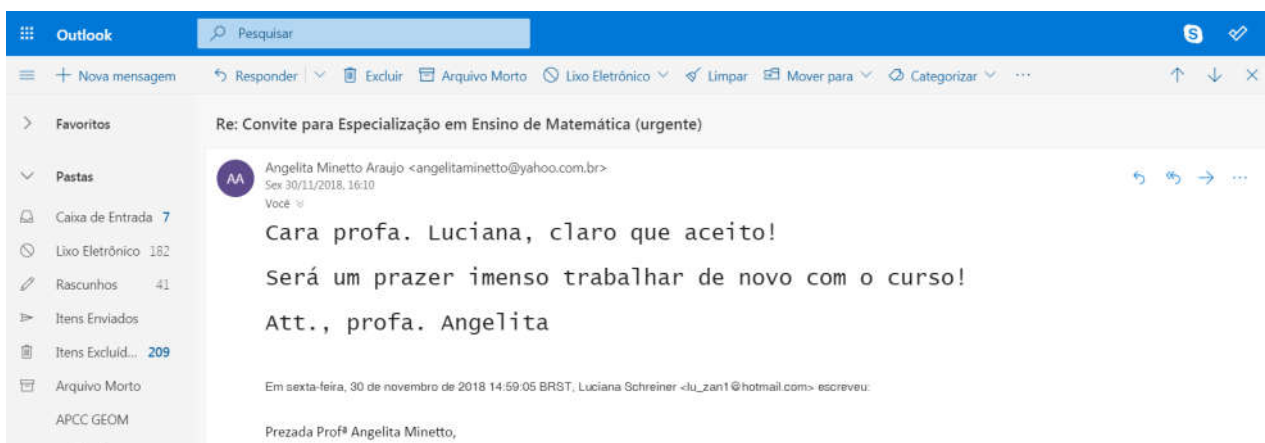 Outlook Pesquisar
Nova mensagem Responder Excluir Arquivo Morto Lixo Eletrônico Limpar Mover para Categorizar ...
Favoritos
Re: Convite para Especialização em Ensino de Matemática (urgente)
Pastas
AA
Angelita Minetto Araujo <angelitaminetto@yahoo.com.br>
Sex 30/11/2018, 16:10
Você
Caixa de Entrada 7
Lixo Eletrônico 182
Rascunhos 41
Itens Enviados
Itens Excluíd... 209
Arquivo Morto
APCC GEOM
Cara profa. Luciana, claro que aceito!
Será um prazer imenso trabalhar de novo com o curso!
Att., profa. Angelita
Em sexta-feira, 30 de novembro de 2018 14:59:05 BRST, Luciana Schreiner <lu_zan1@hotmail.com> escreveu:
Prezada Profª Angelita Minetto,